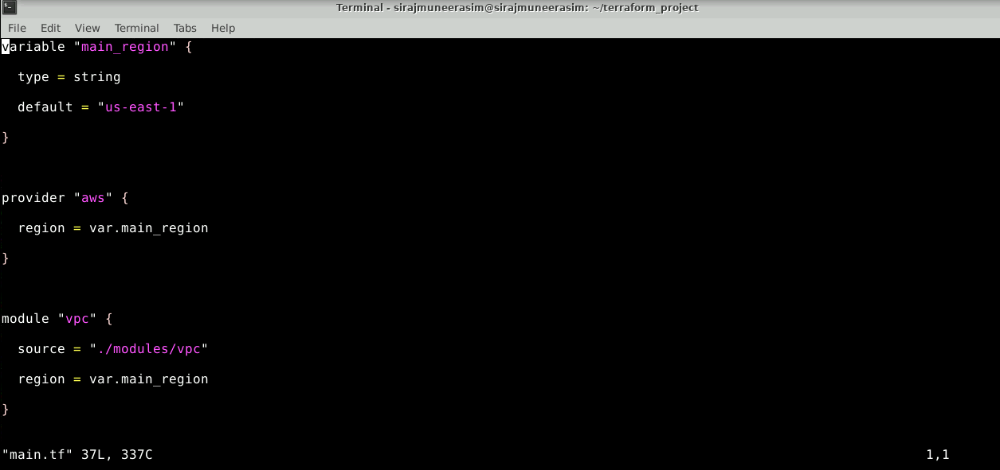 Terminal - sirajmuneerasim@sirajmuneerasim: ~/terraform_project
File Edit View Terminal Tabs Help
variable "main_region" {
  type = string
  default = "us-east-1"
}
provider "aws" {
  region = var.main_region
}
module "vpc" {
  source = "./modules/vpc"
  region = var.main_region
}
"main.tf" 37L, 337C 1,1